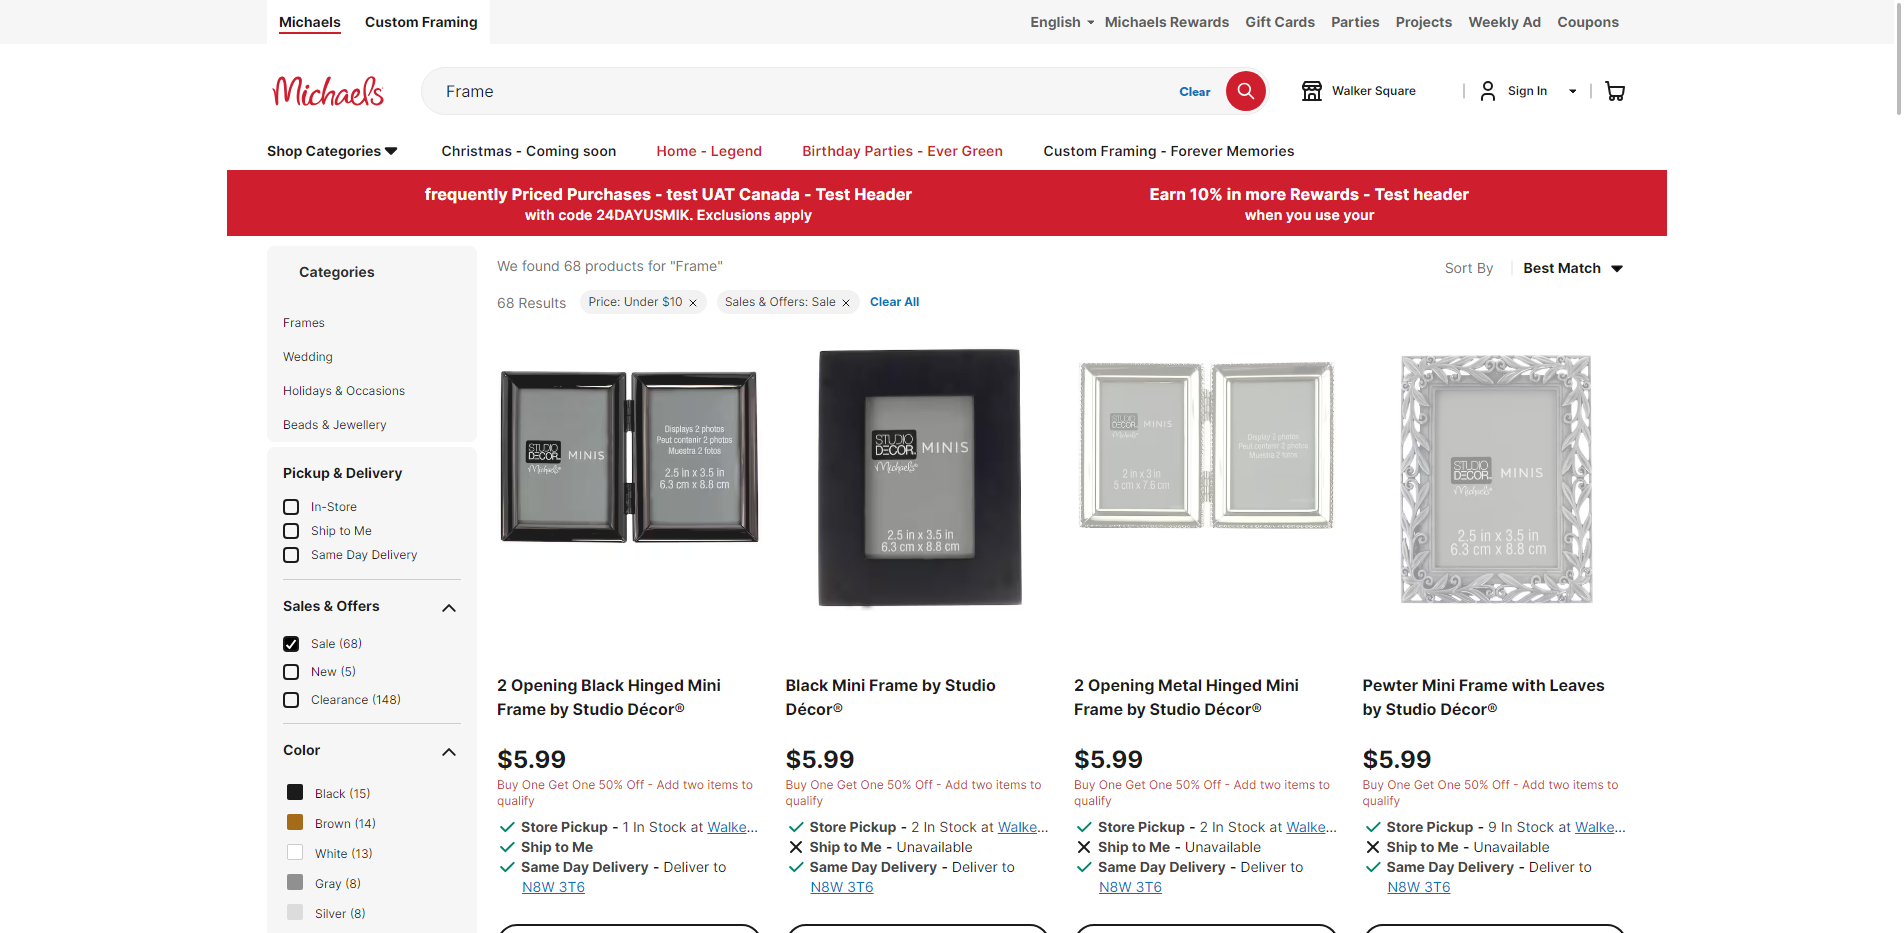 Michaels
Custom Framing
English
Michaels Rewards
Gift Cards
Parties
Projects
Weekly Ad
Coupons
Michaels
Frame
Clear
Walker Square
Sign In
Shop Categories
Christmas - Coming soon
Home - Legend
Birthday Parties - Ever Green
Custom Framing - Forever Memories
frequently Priced Purchases - test UAT Canada - Test Header
with code 24DAYUSMIK. Exclusions apply
Earn 10% in more Rewards - Test header
when you use your
Categories
Frames
Wedding
Holidays & Occasions
Beads & Jewellery
Pickup & Delivery
In-Store
Ship to Me
Same Day Delivery
Sales & Offers
Sale (68)
New (5)
Clearance (148)
Color
Black (15)
Brown (14)
White (13)
Gray (8)
Silver (8)
We found 68 products for "Frame"
Sort By
Best Match
68 Results
Price: Under $10
Sales & Offers: Sale
Clear All
STUDIO
DECOR
Michaels
MINIS
Displays 2 photos
Peut contenir 2 photos
Muestra 2 fotos
2.5 in x 3.5 in
6.3 cm x 8.8 cm
2 Opening Black Hinged Mini
Frame by Studio Décor®
$5.99
Buy One Get One 50% Off - Add two items to
qualify
Store Pickup - 1 In Stock at Walke...
Ship to Me
Same Day Delivery - Deliver to
N8W 3T6
STUDIO
DECOR
Michaels
MINIS
2.5 in x 3.5 in
6.3 cm x 8.8 cm
Black Mini Frame by Studio
Décor®
$5.99
Buy One Get One 50% Off - Add two items to
qualify
Store Pickup - 2 In Stock at Walke...
Ship to Me - Unavailable
Same Day Delivery - Deliver to
N8W 3T6
STUDIO
DECOR
Michaels
MINIS
2 in x 3 in
5 cm x 7.6 cm
Display 2 photos
Peut contenir 2 photos
Muestra 2 fotos
2 Opening Metal Hinged Mini
Frame by Studio Décor®
$5.99
Buy One Get One 50% Off - Add two items to
qualify
Store Pickup - 2 In Stock at Walke...
Ship to Me - Unavailable
Same Day Delivery - Deliver to
N8W 3T6
STUDIO
DECOR
Michaels
MINIS
2.5 in x 3.5 in
6.3 cm x 8.8 cm
Pewter Mini Frame with Leaves
by Studio Décor®
$5.99
Buy One Get One 50% Off - Add two items to
qualify
Store Pickup - 9 In Stock at Walke...
Ship to Me - Unavailable
Same Day Delivery - Deliver to
N8W 3T6